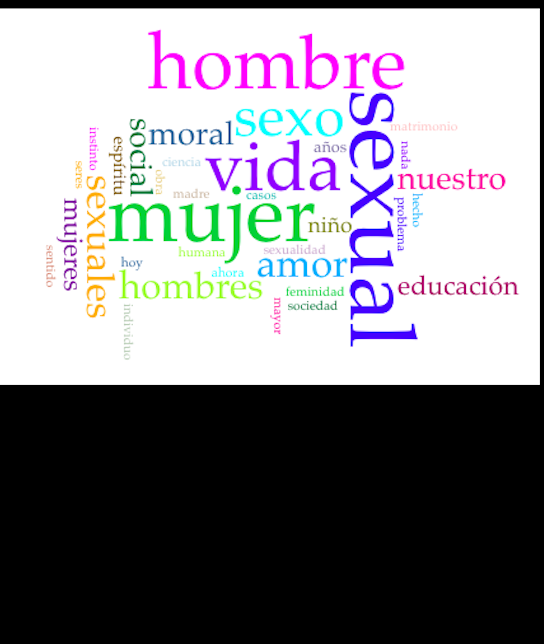 hombre
sexo
sexual
matrimonio
moral
social
instinto
espíritu
años
nada
ciencia
vida
nuestro
seres
obra
madre
casos
hecho
problema
sexuales
mujeres
mujer
niño
humana
sexualidad
sentido
hoy
ahora
amor
hombres
educación
feminidad
mayor
sociedad
individuo